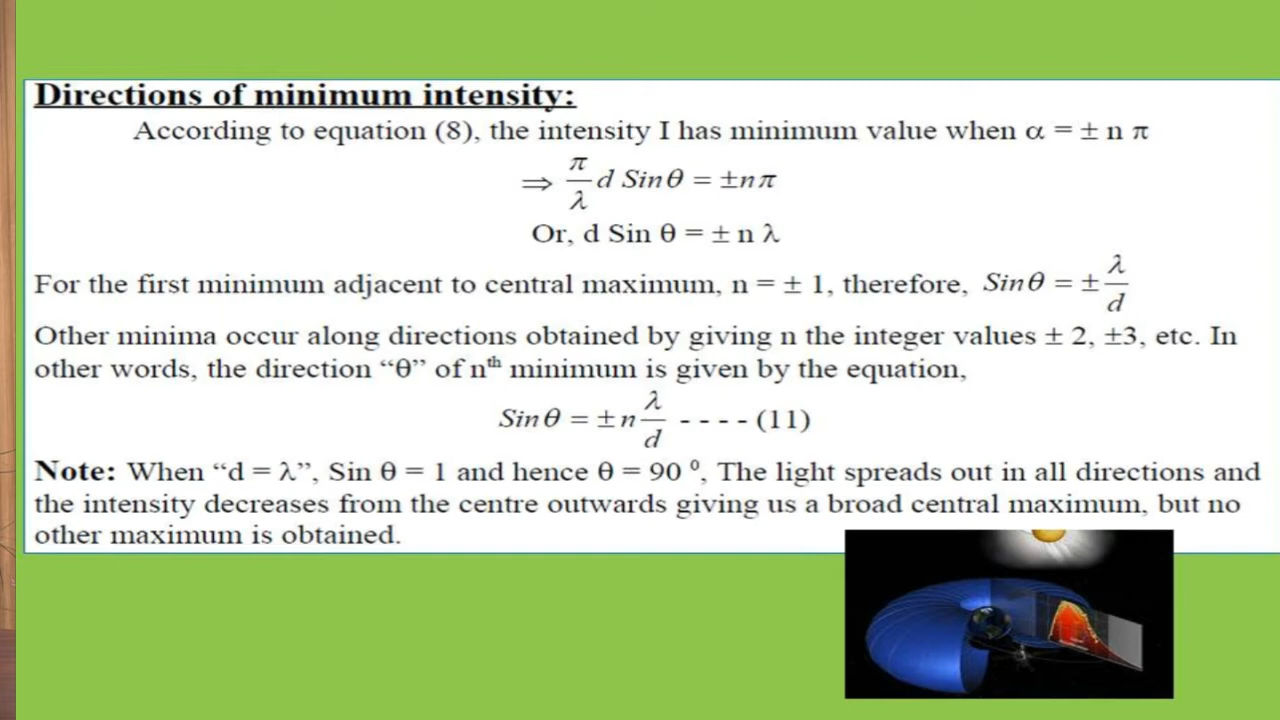 Directions of minimum intensity:
According to equation (8), the intensity I has minimum value when α = ± n π
⇒ π/λ d Sinθ = ±nπ
Or, d Sin θ = ± n λ
For the first minimum adjacent to central maximum, n = ± 1, therefore, Sinθ = ± λ/d
Other minima occur along directions obtained by giving n the integer values ± 2, ±3, etc. In
other words, the direction “θ” of nᵗʰ minimum is given by the equation,
Sinθ = ±n λ/d - - - - (11)
Note: When “d = λ”, Sin θ = 1 and hence θ = 90 ⁰, The light spreads out in all directions and
the intensity decreases from the centre outwards giving us a broad central maximum, but no
other maximum is obtained.